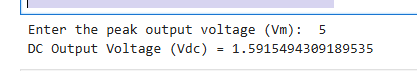 Enter the peak output voltage (Vm):  5
DC Output Voltage (Vdc) = 1.5915494309189535